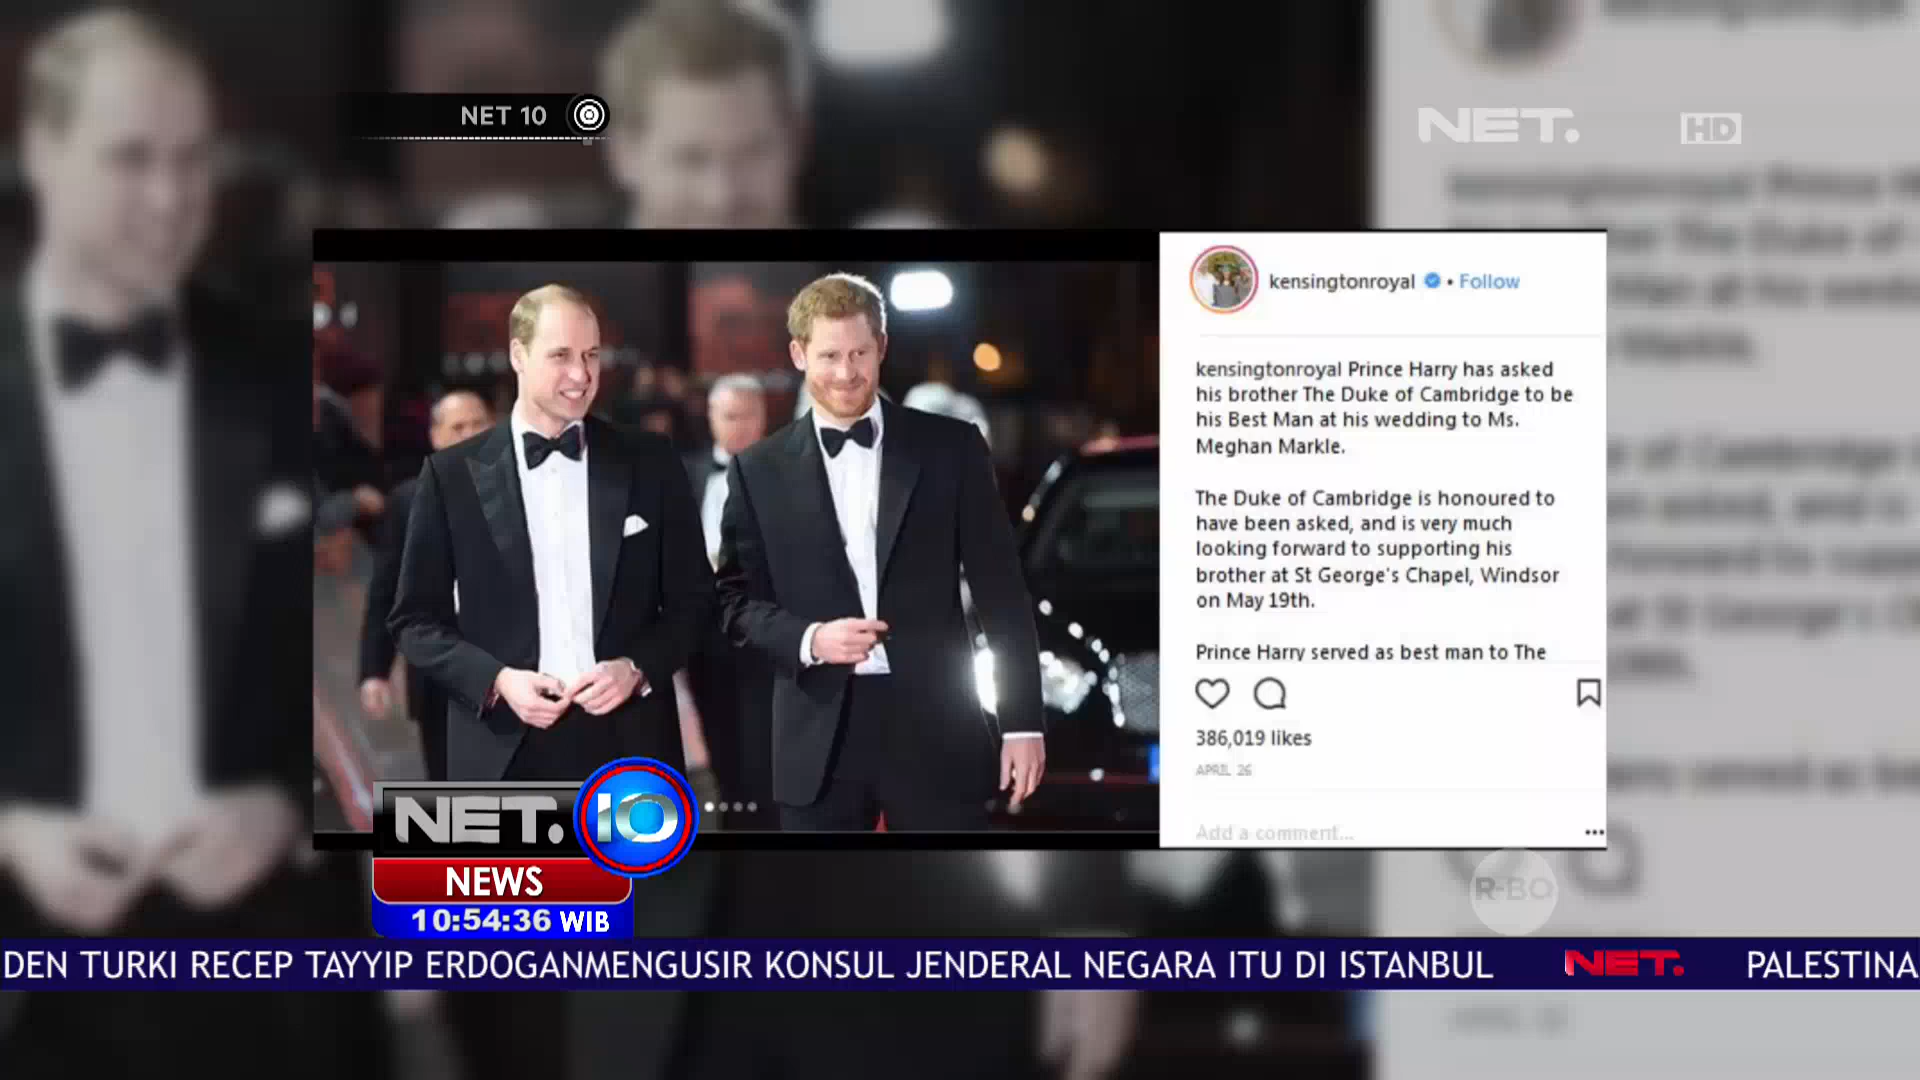 NET 10
NET.
HD
kensingtonroyal • Follow
kensingtonroyal Prince Harry has asked
his brother The Duke of Cambridge to be
his Best Man at his wedding to Ms.
Meghan Markle.
The Duke of Cambridge is honoured to
have been asked, and is very much
looking forward to supporting his
brother at St George's Chapel, Windsor
on May 19th.
Prince Harry served as best man to The
386,019 likes
APRIL 26
Add a comment...
NET. 10
NEWS
10:54:36 WIB
R-BO
DEN TURKI RECEP TAYYIP ERDOGANMENGUSIR KONSUL JENDERAL NEGARA ITU DI ISTANBUL NET. PALESTINA